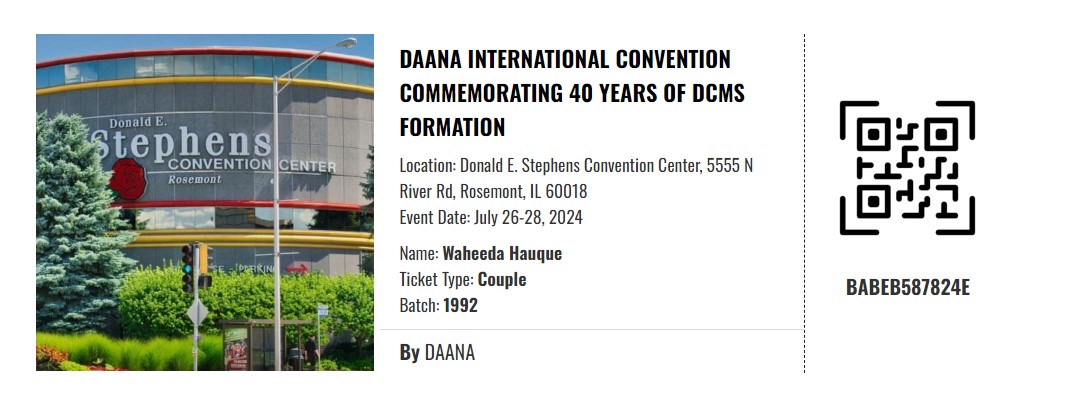 Donald E.
Stephens
CONVENTION CENTER
Rosemont
PARKING
DAANA INTERNATIONAL CONVENTION
COMMEMORATING 40 YEARS OF DCMS
FORMATION
Location: Donald E. Stephens Convention Center, 5555 N
River Rd, Rosemont, IL 60018
Event Date: July 26-28, 2024
Name: Waheeda Hauque
Ticket Type: Couple
Batch: 1992
By DAANA
BABEB587824E